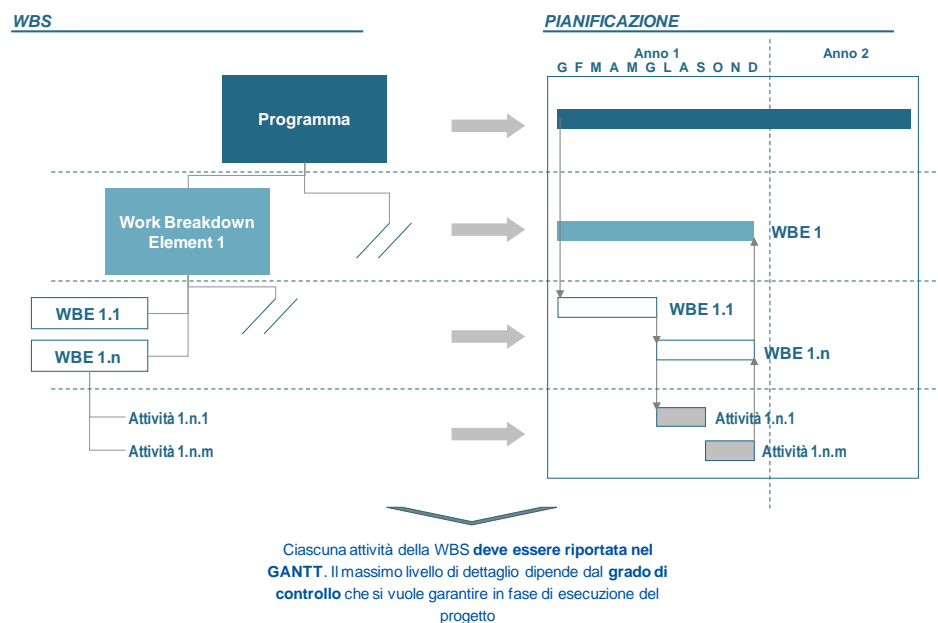 WBS
PIANIFICAZIONE
Anno 1
Anno 2
G F M A M G L A S O N D
Programma
Work Breakdown
Element 1
WBE 1
WBE 1.1
WBE 1.1
WBE 1.n
WBE 1.n
Attività 1.n.1
Attività 1.n.1
Attività 1.n.m
Attività 1.n.m
Ciascuna attività della WBS deve essere riportata nel
GANTT. Il massimo livello di dettaglio dipende dal grado di
controllo che si vuole garantire in fase di esecuzione del
progetto